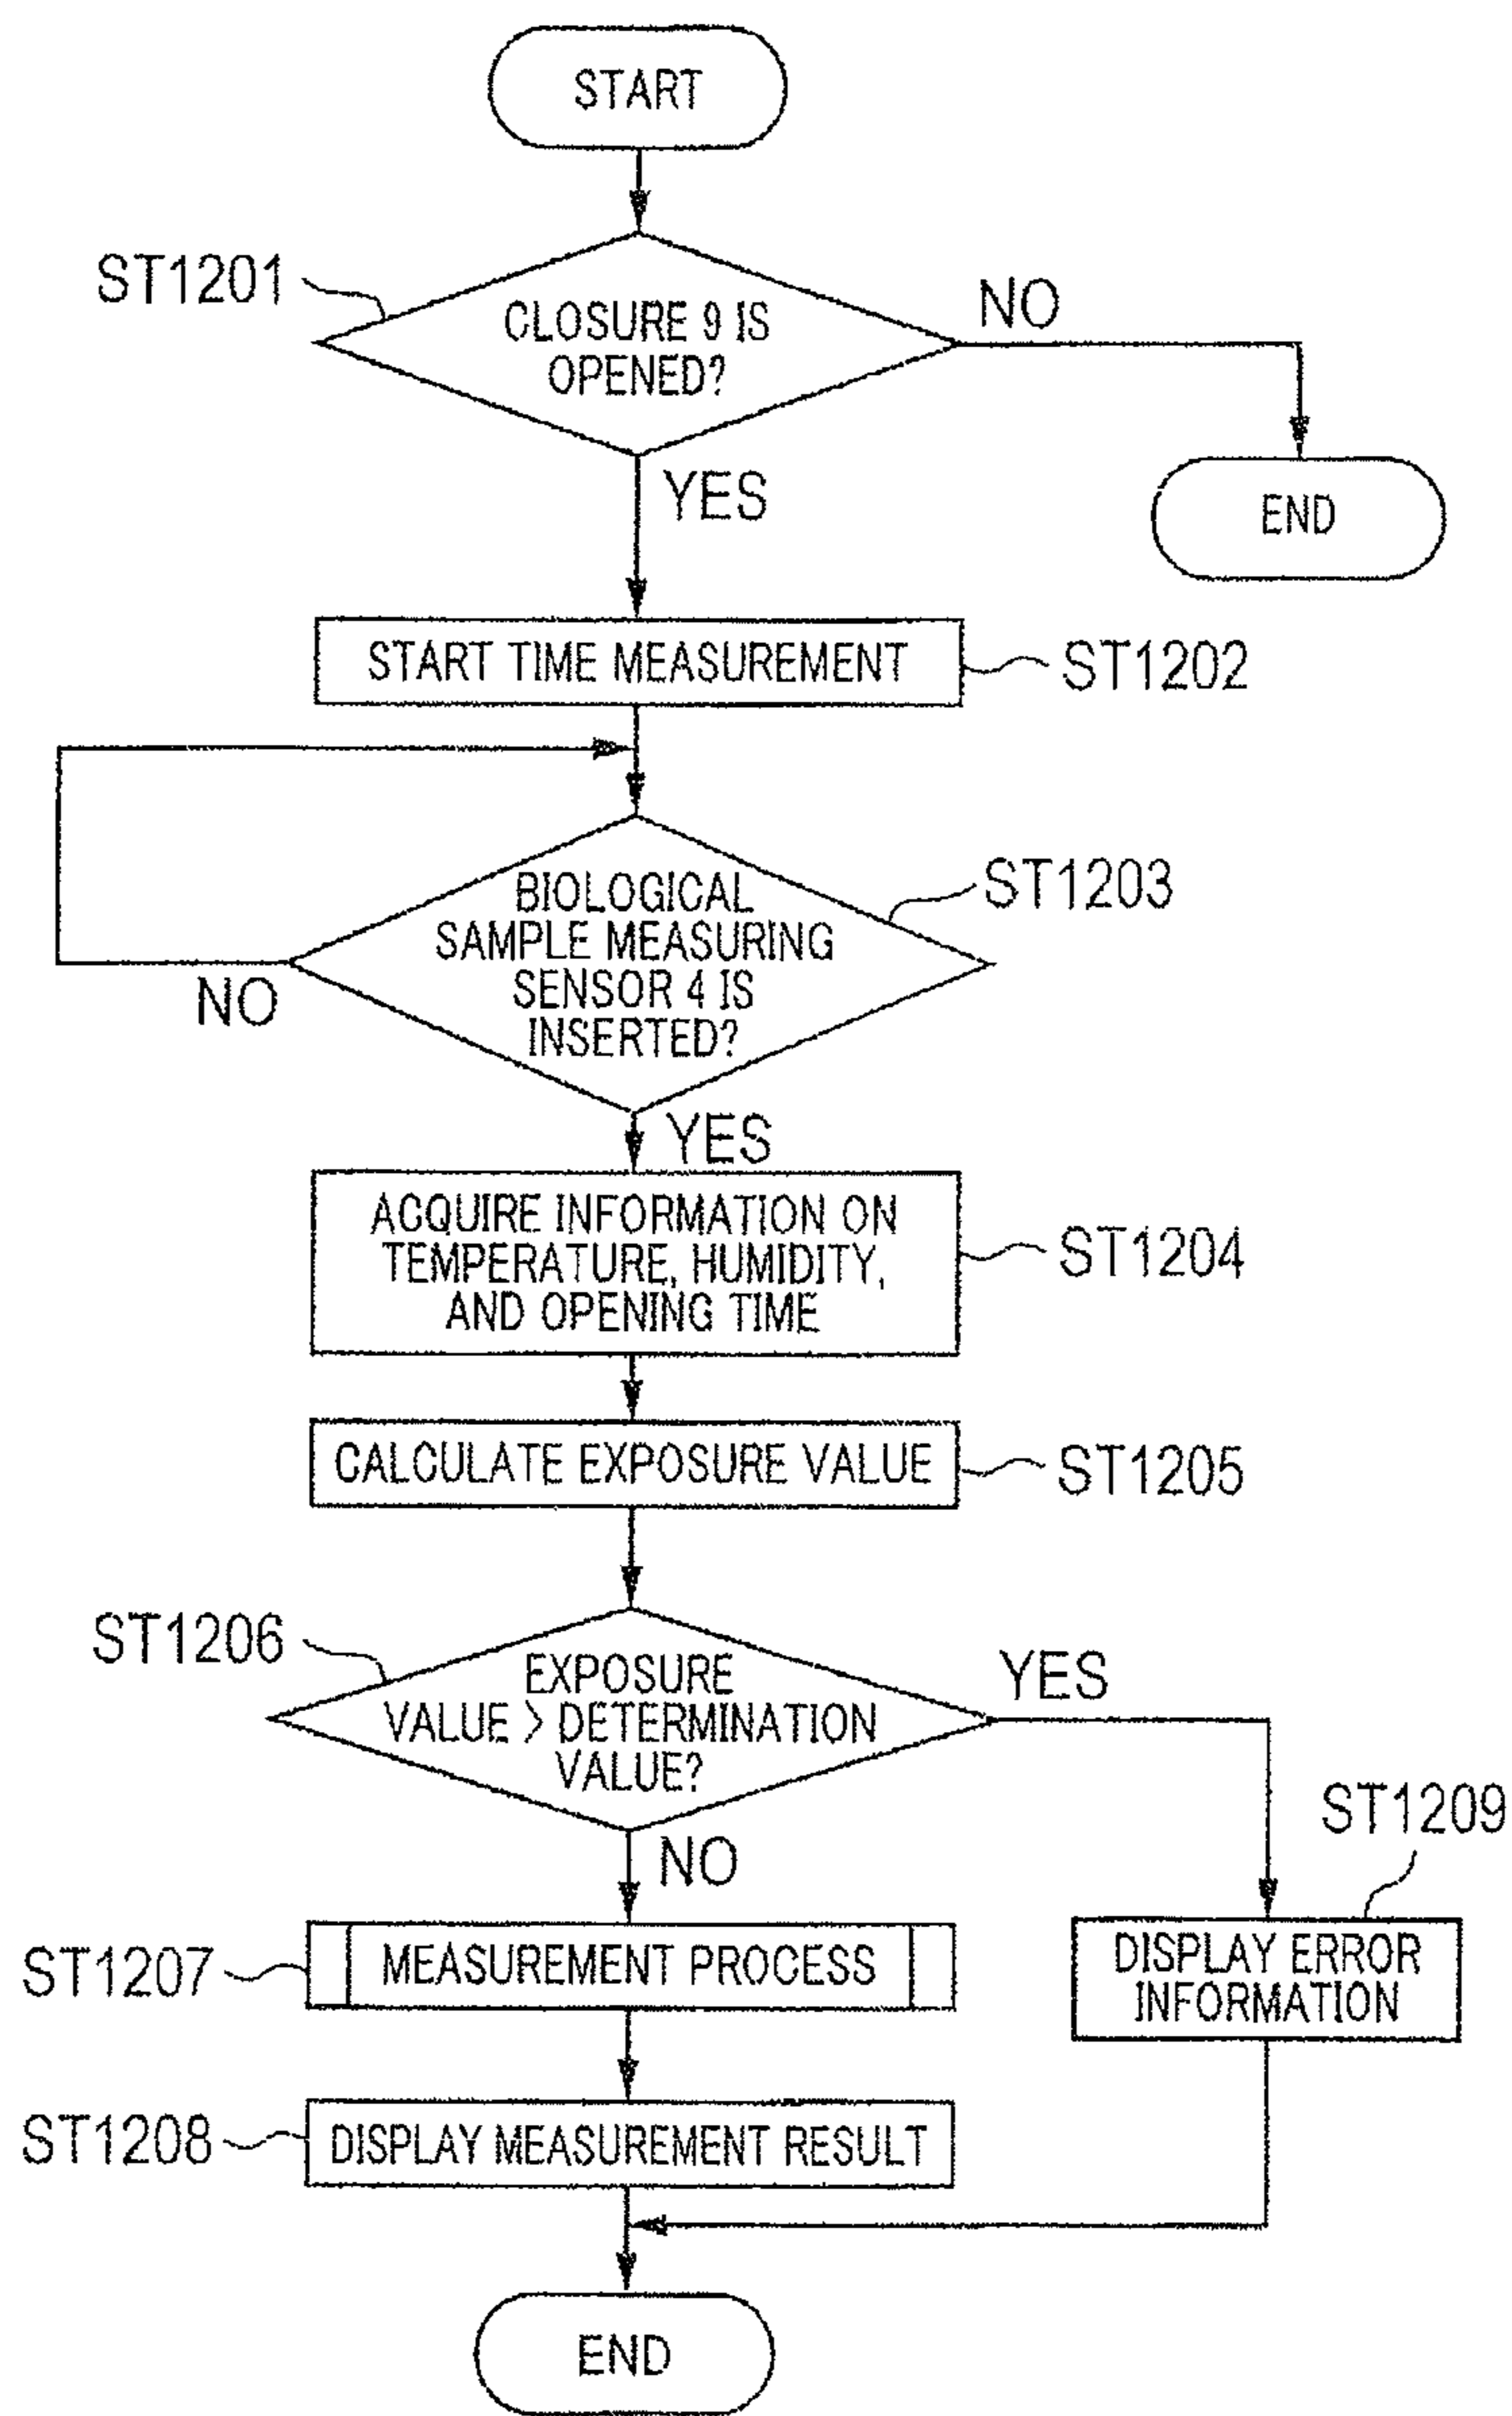 START
ST1201
CLOSURE 9 IS
OPENED?
NO
END
YES
START TIME MEASUREMENT
ST1202
BIOLOGICAL
SAMPLE MEASURING
SENSOR 4 IS
INSERTED?
ST1203
NO
YES
ACQUIRE INFORMATION ON
TEMPERATURE, HUMIDITY,
AND OPENING TIME
ST1204
CALCULATE EXPOSURE VALUE
ST1205
ST1206
EXPOSURE
VALUE > DETERMINATION
VALUE?
YES
NO
ST1209
ST1207
MEASUREMENT PROCESS
DISPLAY ERROR
INFORMATION
ST1208
DISPLAY MEASUREMENT RESULT
END